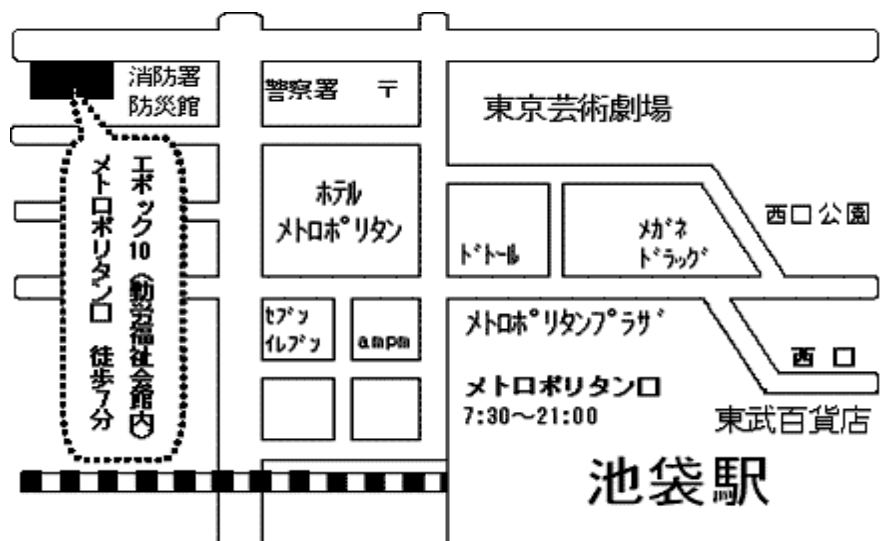 消防署
防災館
警察署 〒
東京芸術劇場
エポック10(勤労福祉会館内)
メトロポリタン口 徒歩7分
ホテル
メトロポリタン
西口公園
ドトール
メガネ
ドラッグ
セブン
イレブン
ampm
メトロポリタンプラザ
西口
メトロポリタン口
7:30～21:00
東武百貨店
池袋駅